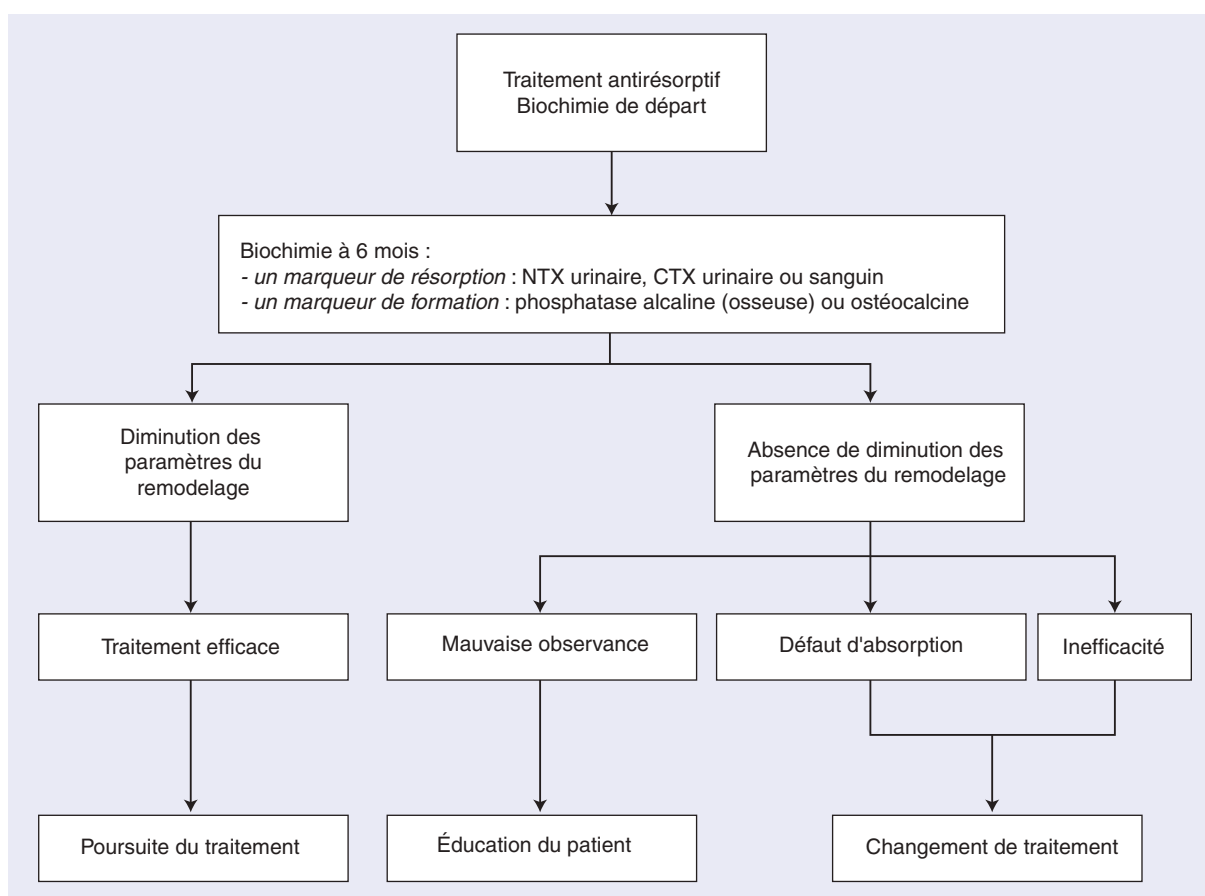 Traitement antirésorptif
Biochimie de départ
Biochimie à 6 mois :
- un marqueur de résorption : NTX urinaire, CTX urinaire ou sanguin
- un marqueur de formation : phosphatase alcaline (osseuse) ou ostéocalcine
Diminution des
paramètres du
remodelage
Absence de diminution des
paramètres du remodelage
Traitement efficace
Mauvaise observance
Défaut d'absorption
Inefficacité
Poursuite du traitement
Éducation du patient
Changement de traitement